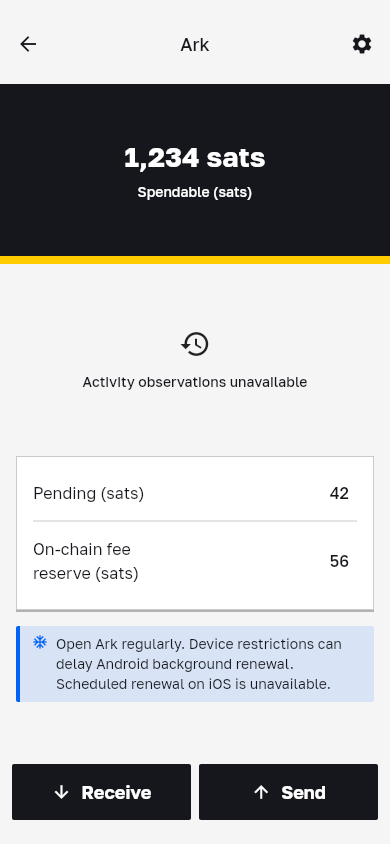 Ark
1,234 sats
Spendable (sats)
Activity observations unavailable
Pending (sats) 42
On-chain fee
reserve (sats) 56
Open Ark regularly. Device restrictions can
delay Android background renewal.
Scheduled renewal on iOS is unavailable.
Receive
Send